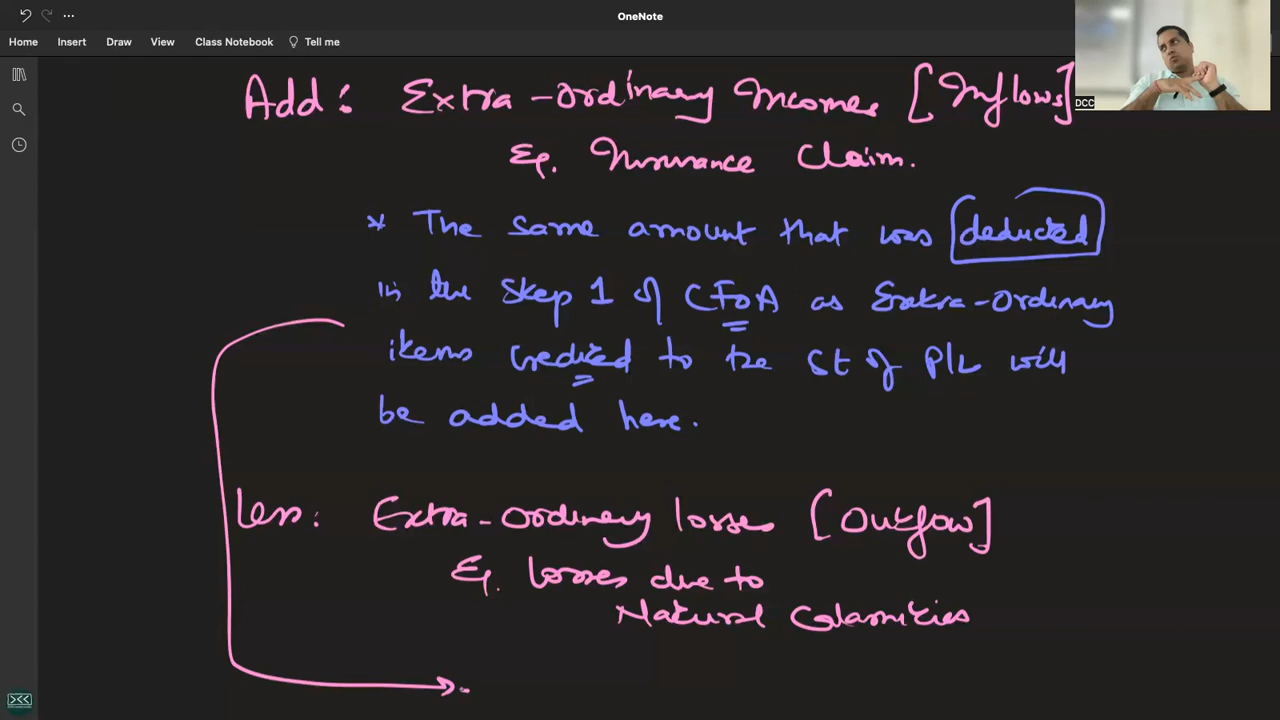 OneNote
Home Insert Draw View Class Notebook Tell me
DCC
Add: Extra-ordinary Incomes [Inflows]
Eg. Insurance Claim.
* The same amount that was deducted
in the Step 1 of CFOA as Extra-ordinary
items credited to the St of P/L will
be added here.
Less: Extra-ordinary losses [Outflow]
Eg. losses due to
Natural Calamities
DCC